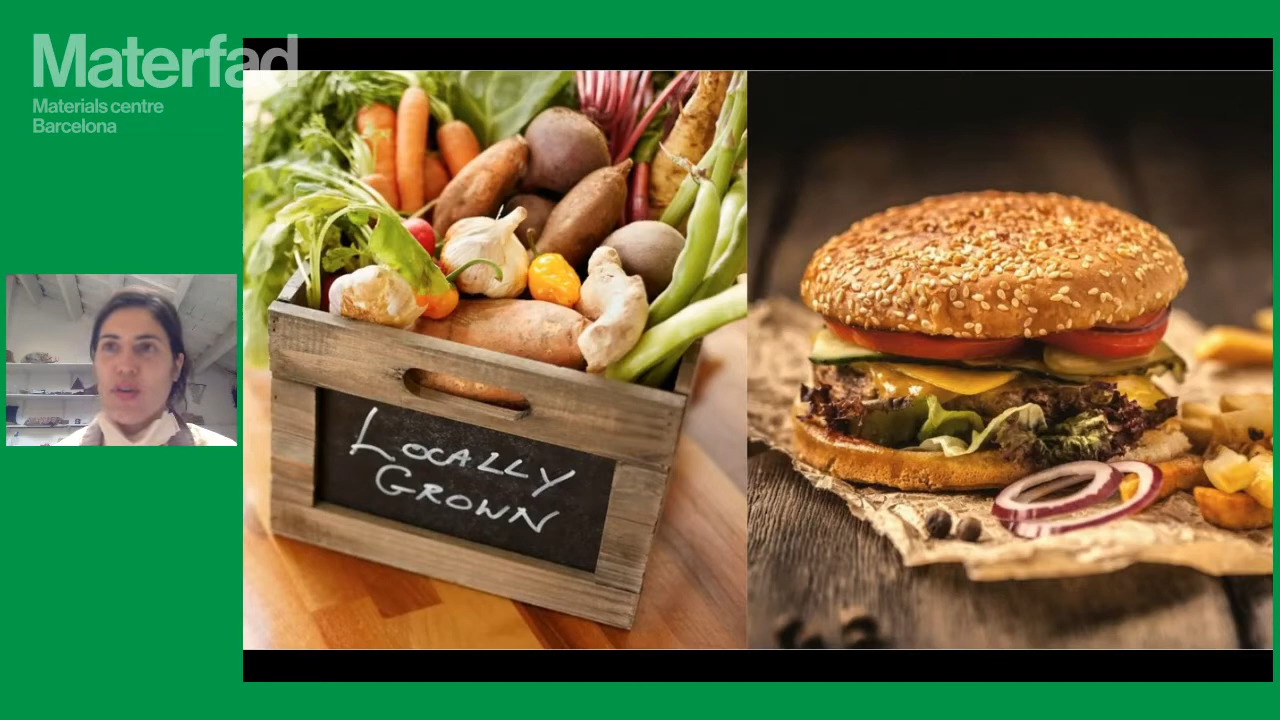 Materfad
Materials centre
Barcelona
LOCALLY
GROWN